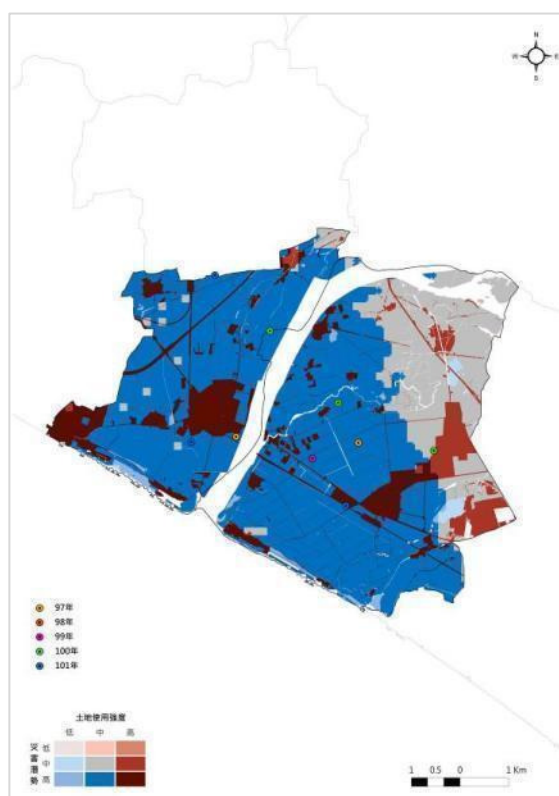 N
W E
S
97年
98年
99年
100年
101年
土地使用強度
低 中 高
災害潛勢
低
中
高
1 0.5 0 1 Km